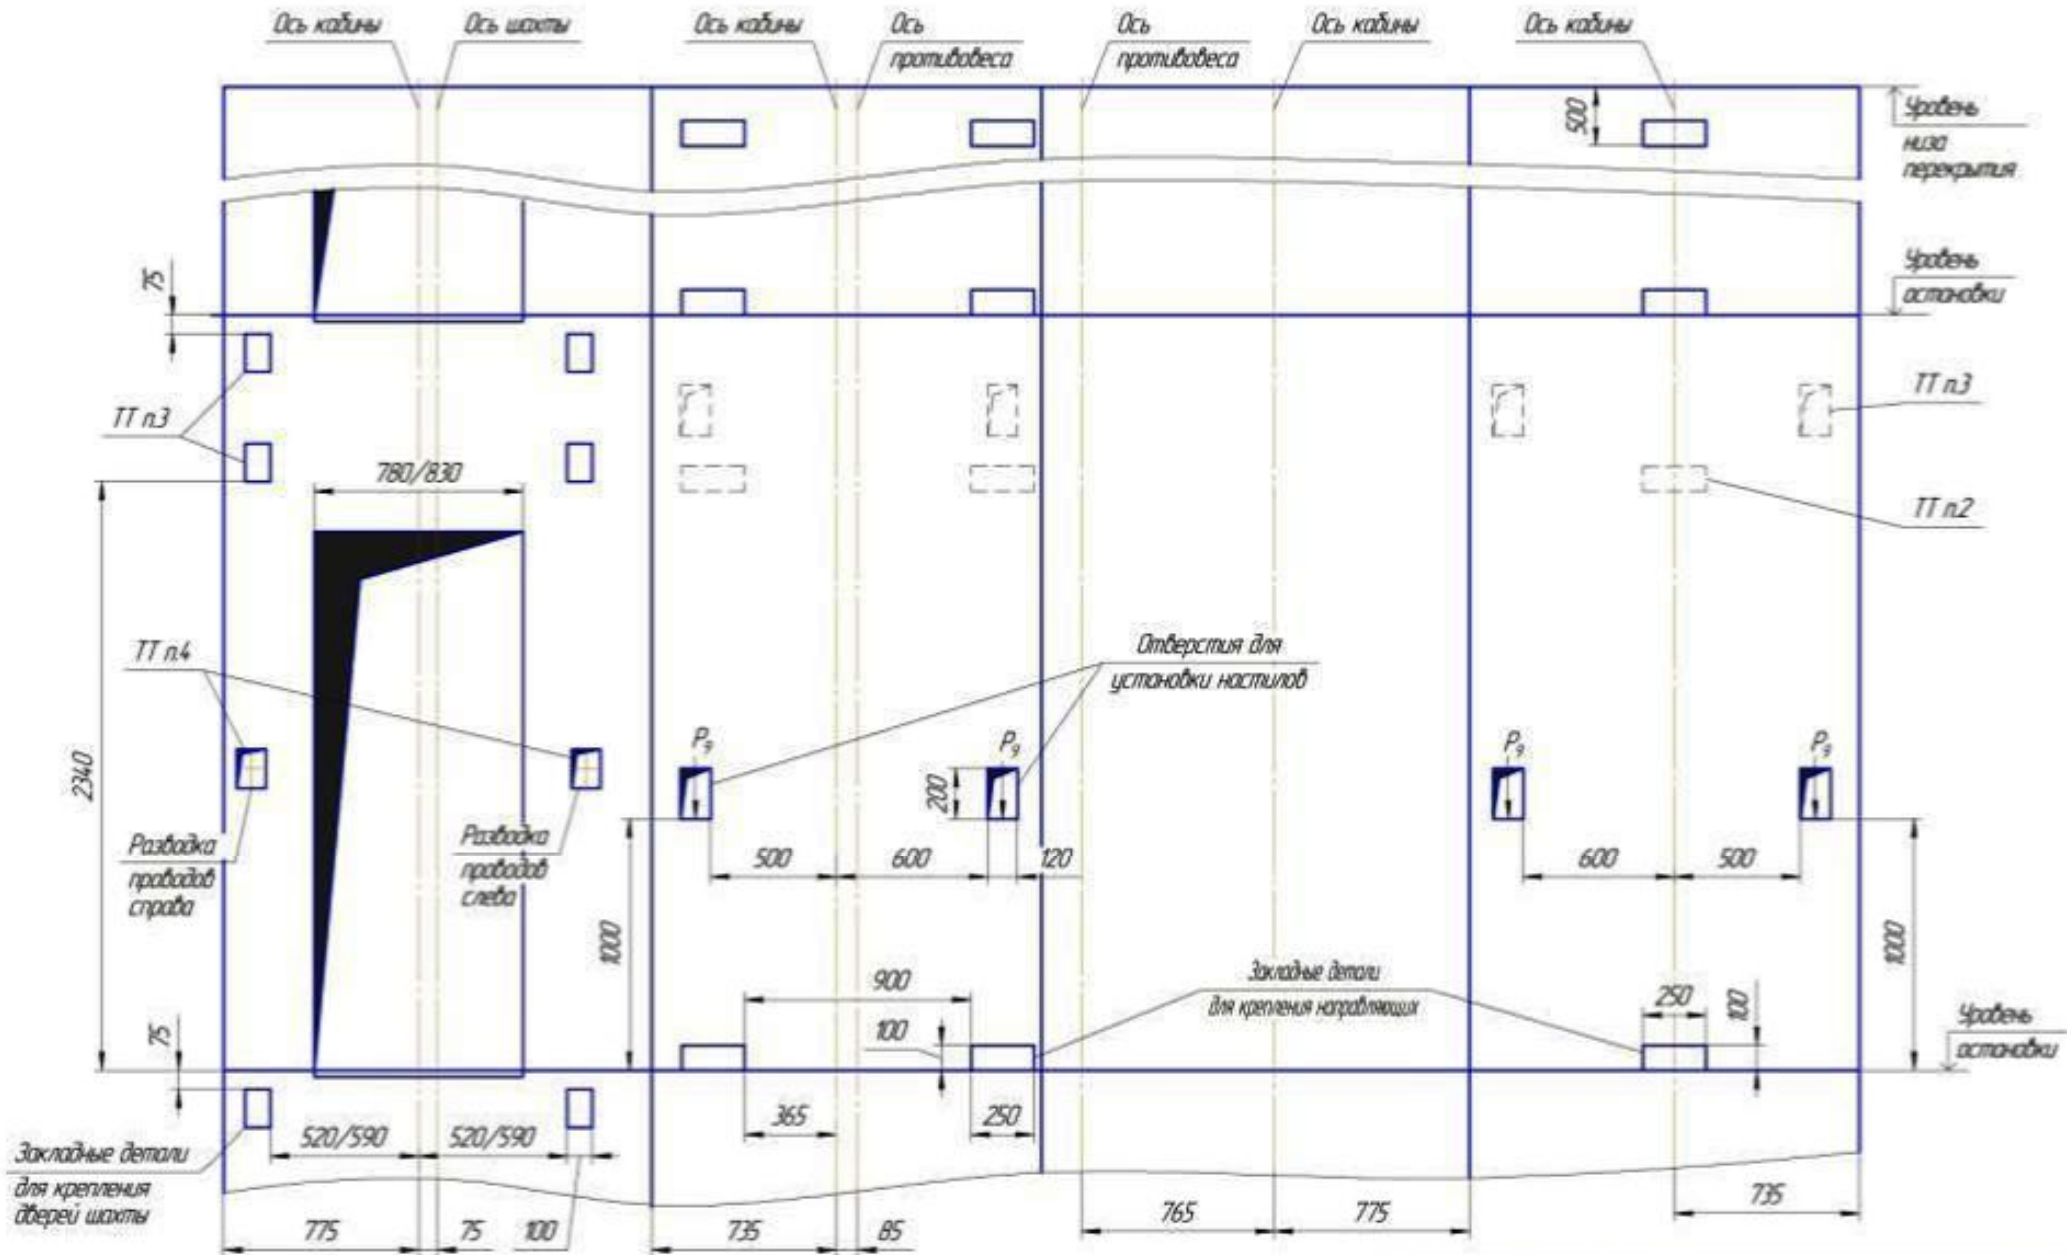 Ось кабины
Ось шахты
Ось кабины
Ось
противовеса
Ось
противовеса
Ось кабины
Ось кабины
500
Уровень
низа
перекрытия
75
Уровень
остановки
ТТ п.3
780/830
ТТ п.3
ТТ п.2
ТТ п.4
Отверстия для
установки настилов
2340
Р9
Р9
Р9
Р9
200
Разводка
проводов
справа
Разводка
проводов
слева
500
600
120
600
500
1000
1000
900
100
Закладные детали
для крепления направляющих
250
100
Уровень
остановки
75
365
250
520/590
520/590
Закладные детали
для крепления
дверей шахты
775
75
100
735
85
765
775
735